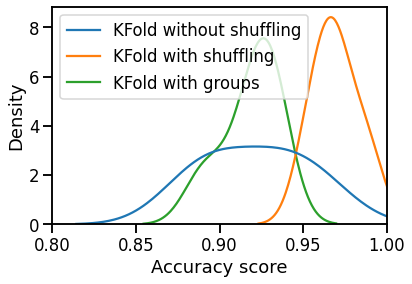 KFold without shuffling
KFold with shuffling
KFold with groups
Density
8
6
4
2
0
0.80 0.85 0.90 0.95 1.00
Accuracy score